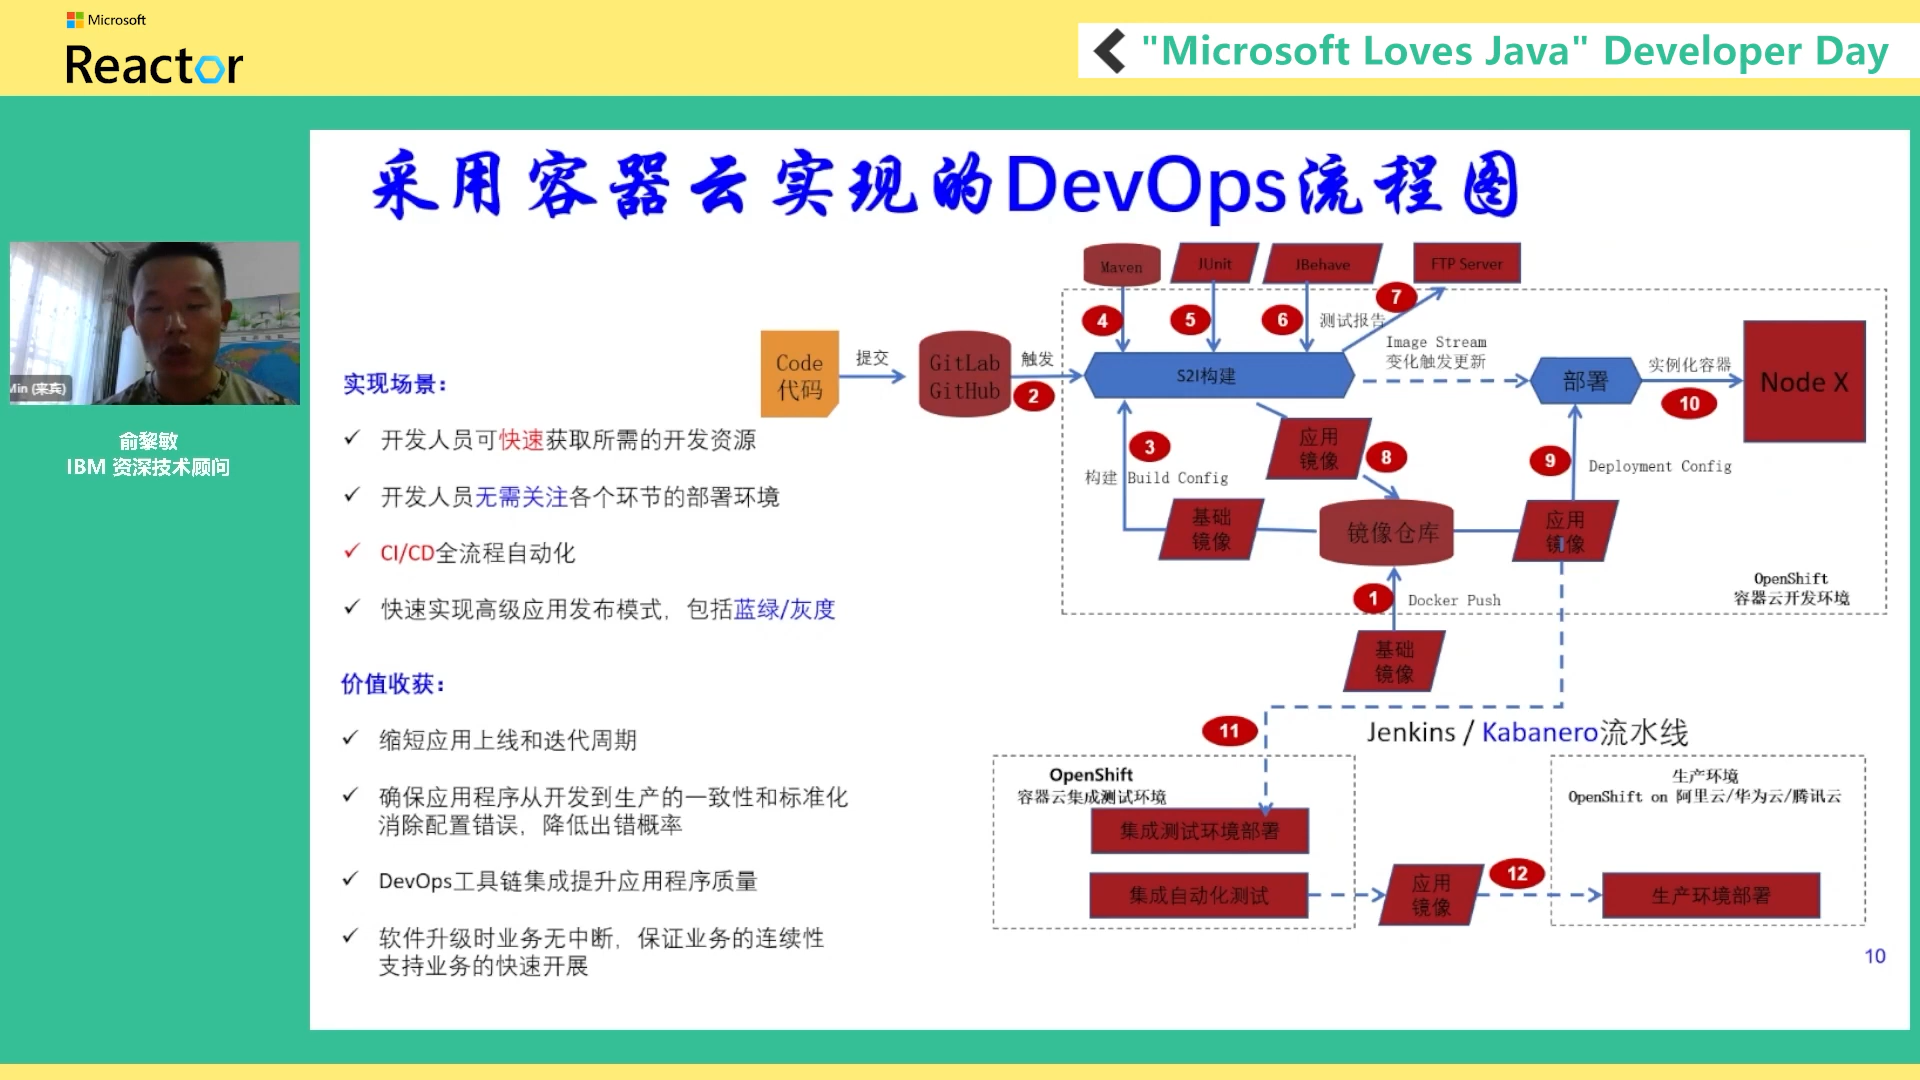 Microsoft
Reactor
"Microsoft Loves Java" Developer Day
采用容器云实现的DevOps流程图
Min (来宾)
俞黎敏
IBM 资深技术顾问
实现场景：
开发人员可快速获取所需的开发资源
开发人员无需关注各个环节的部署环境
CI/CD全流程自动化
快速实现高级应用发布模式，包括蓝绿/灰度
价值收获：
缩短应用上线和迭代周期
确保应用程序从开发到生产的一致性和标准化
消除配置错误，降低出错概率
DevOps工具链集成提升应用程序质量
软件升级时业务无中断，保证业务的连续性
支持业务的快速开展
Maven
JUnit
JBehave
FTP Server
4
5
6
7
测试报告
Code
代码
提交
GitLab
GitHub
触发
2
S2I构建
Image Stream
变化触发更新
部署
实例化容器
10
Node X
3
构建 Build Config
应用
镜像
8
9
Deployment Config
基础
镜像
镜像仓库
应用
镜像
1
Docker Push
OpenShift
容器云开发环境
基础
镜像
11
Jenkins / Kabanero流水线
OpenShift
容器云集成测试环境
集成测试环境部署
集成自动化测试
应用
镜像
12
生产环境
OpenShift on 阿里云/华为云/腾讯云
生产环境部署
10